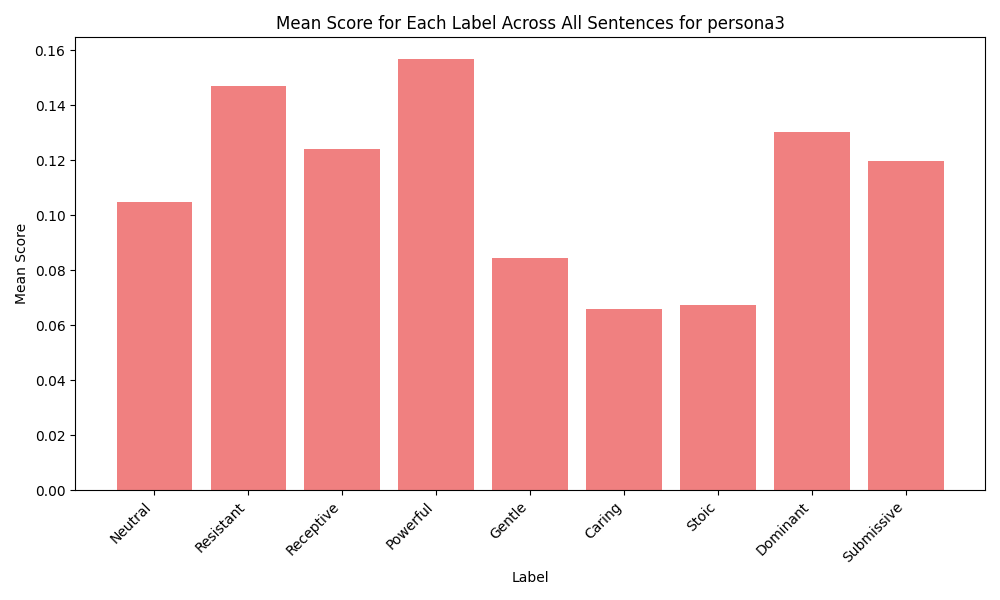 Mean Score for Each Label Across All Sentences for persona3
Mean Score
0.16
0.14
0.12
0.10
0.08
0.06
0.04
0.02
0.00
Neutral
Resistant
Receptive
Powerful
Gentle
Caring
Stoic
Dominant
Submissive
Label